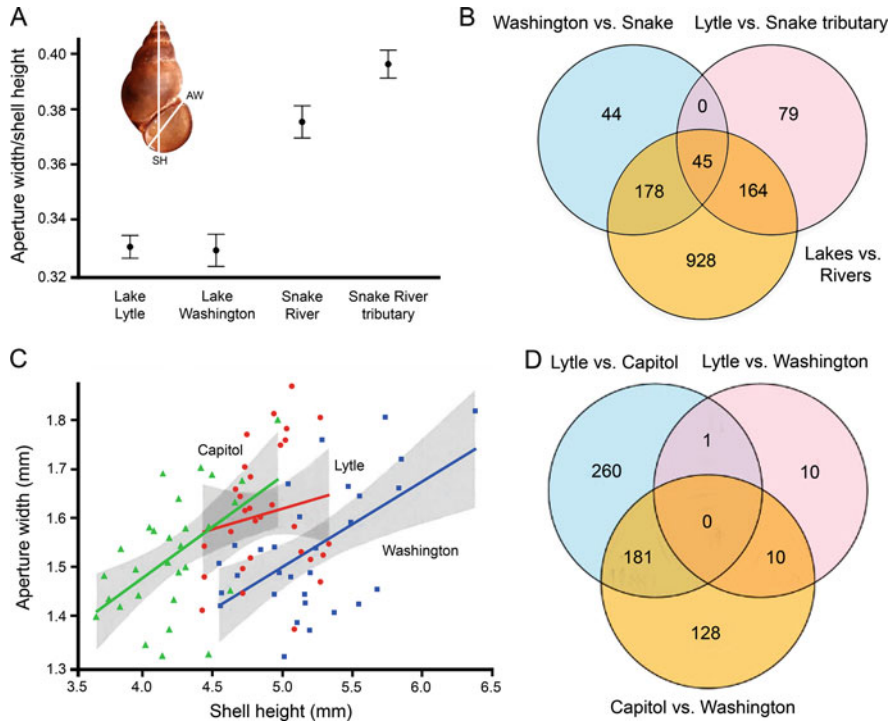 A
Aperture width/shell height
0.40
0.38
0.36
0.34
0.32
AW
SH
Lake
Lytle
Lake
Washington
Snake
River
Snake River
tributary
B
Washington vs. Snake
Lytle vs. Snake tributary
44
0
79
45
178
164
928
Lakes vs.
Rivers
C
Aperture width (mm)
1.8
1.7
1.6
1.5
1.4
1.3
Capitol
Lytle
Washington
3.5
4.0
4.5
5.0
5.5
6.0
6.5
Shell height (mm)
D
Lytle vs. Capitol
Lytle vs. Washington
260
1
10
0
181
10
128
Capitol vs. Washington